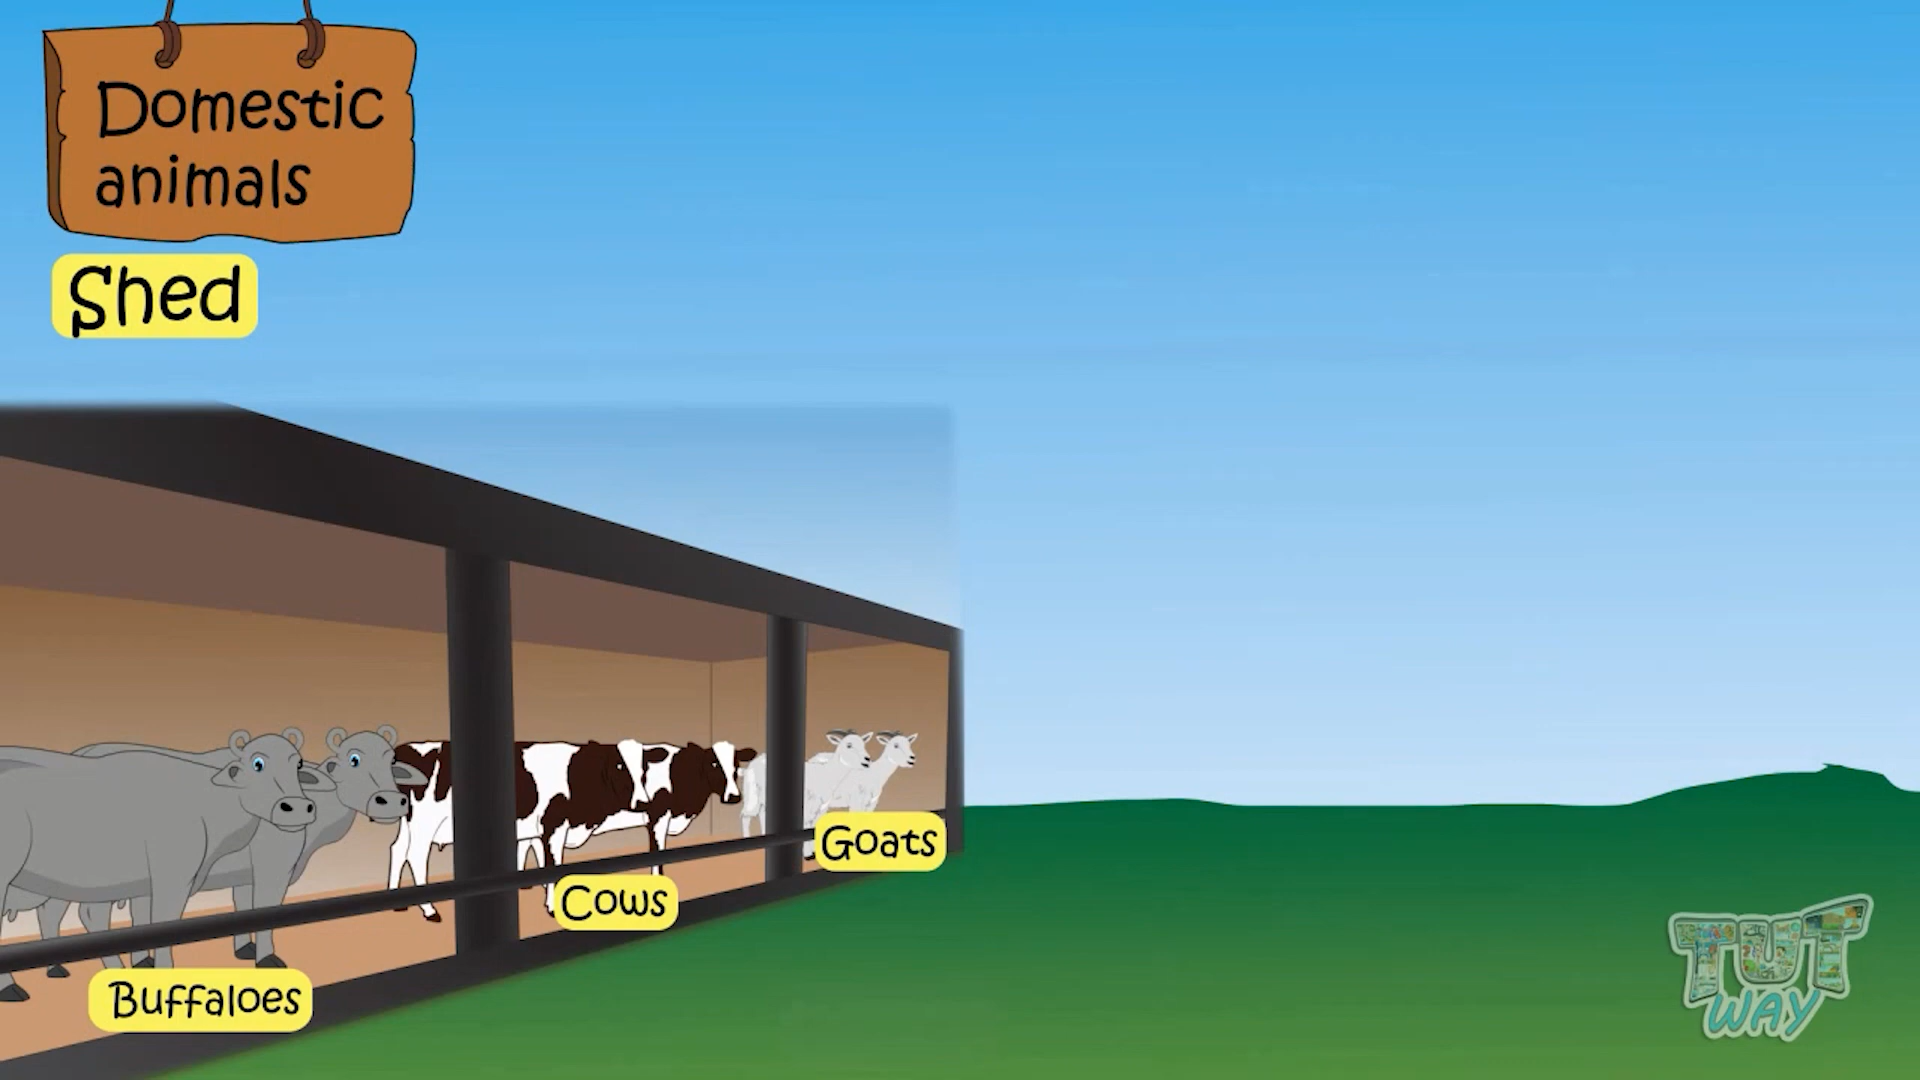 Domestic
animals
Shed
Goats
Cows
Buffaloes
TUT
WAY